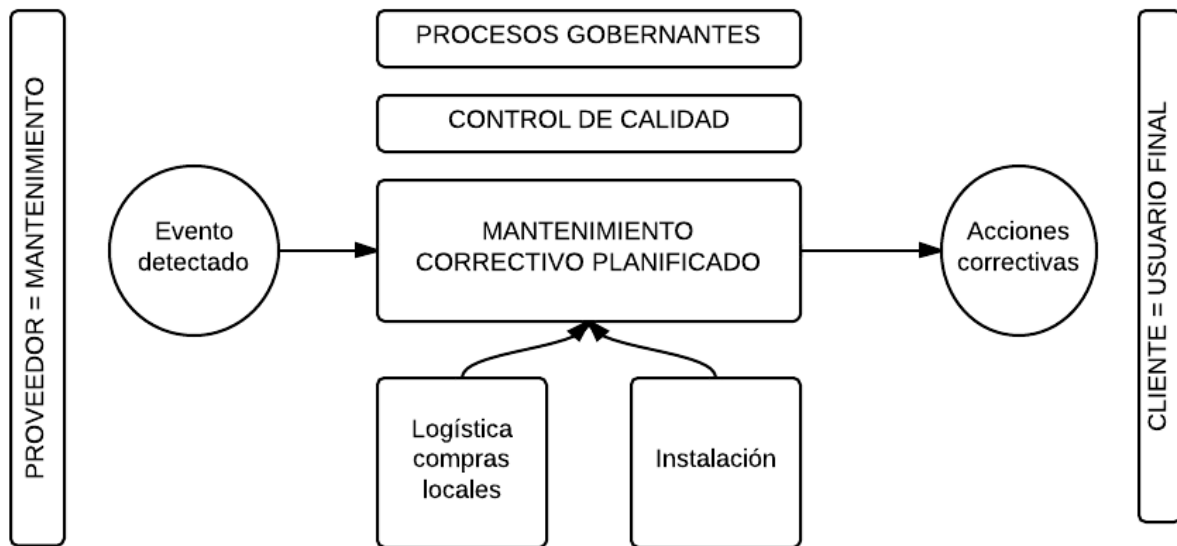 PROVEEDOR = MANTENIMIENTO
PROCESOS GOBERNANTES
CONTROL DE CALIDAD
Evento
detectado
MANTENIMIENTO
CORRECTIVO PLANIFICADO
Acciones
correctivas
Logística
compras
locales
Instalación
CLIENTE = USUARIO FINAL